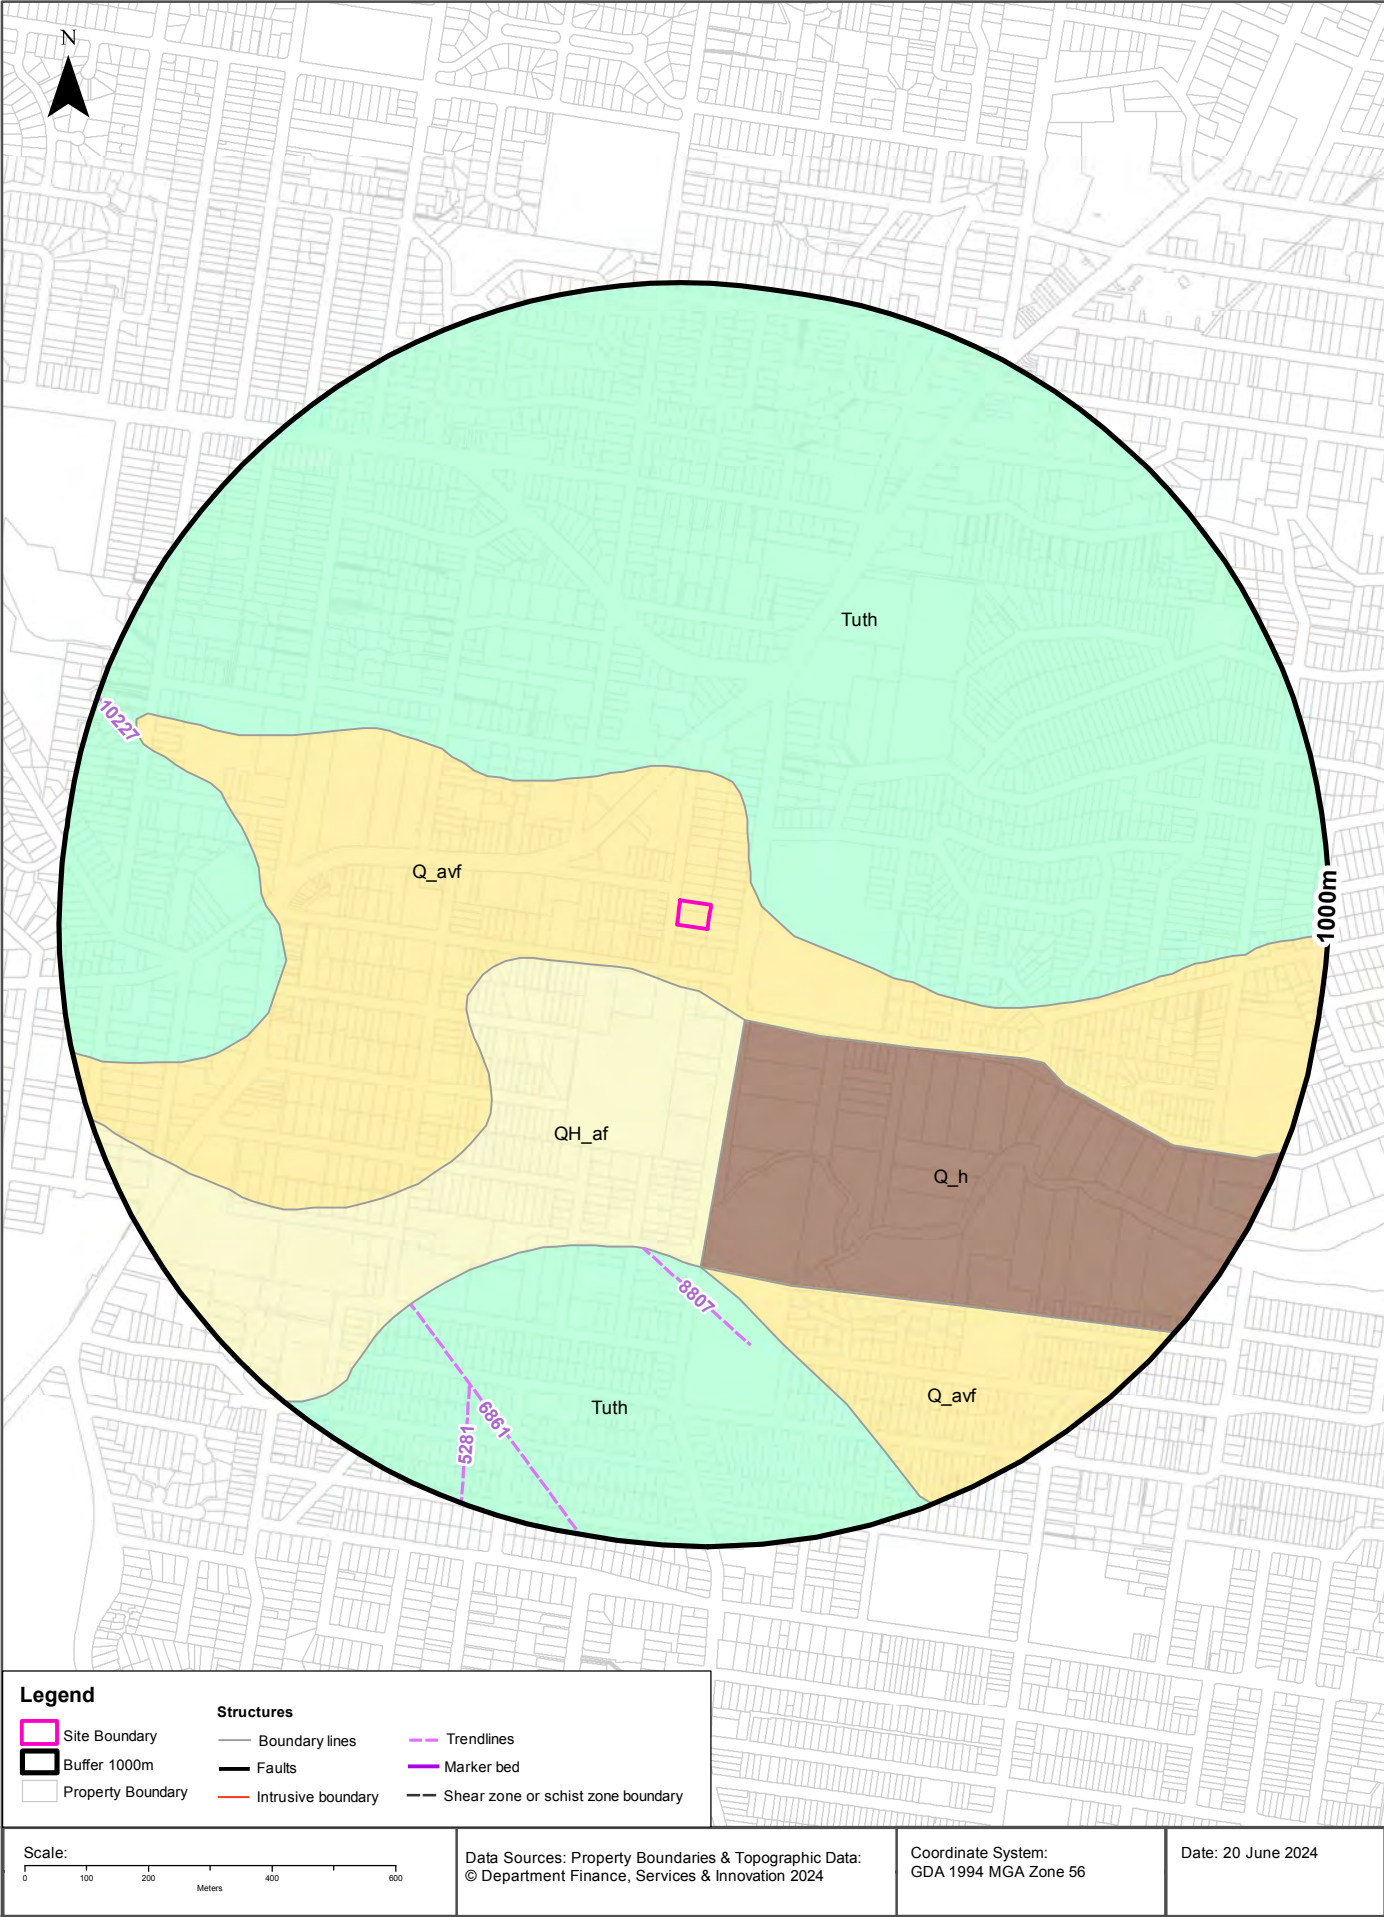 N
Tuth
10227
Q_avf
1000m
QH_af
Q_h
8807
Q_avf
Tuth
6861
5281
Legend
Site Boundary
Buffer 1000m
Property Boundary
Structures
Boundary lines
Faults
Intrusive boundary
Trendlines
Marker bed
Shear zone or schist zone boundary
Scale:
0 100 200 400 600
Meters
Data Sources: Property Boundaries & Topographic Data:
© Department Finance, Services & Innovation 2024
Coordinate System:
GDA 1994 MGA Zone 56
Date: 20 June 2024